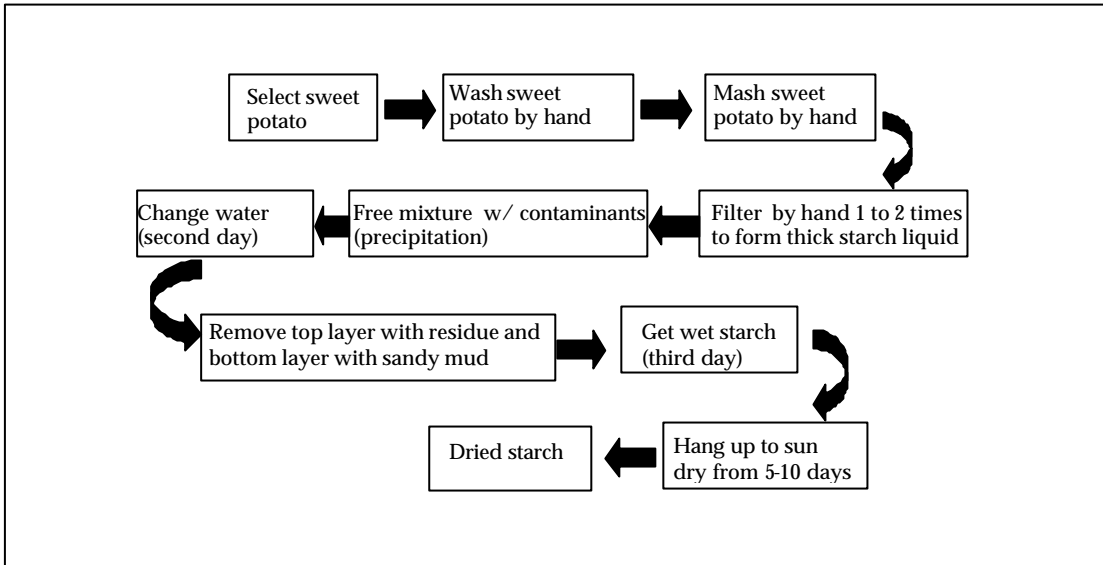 Select sweet
potato
Wash sweet
potato by hand
Mash sweet
potato by hand
Filter by hand 1 to 2 times
to form thick starch liquid
Free mixture w/ contaminants
(precipitation)
Change water
(second day)
Remove top layer with residue and
bottom layer with sandy mud
Get wet starch
(third day)
Hang up to sun
dry from 5-10 days
Dried starch